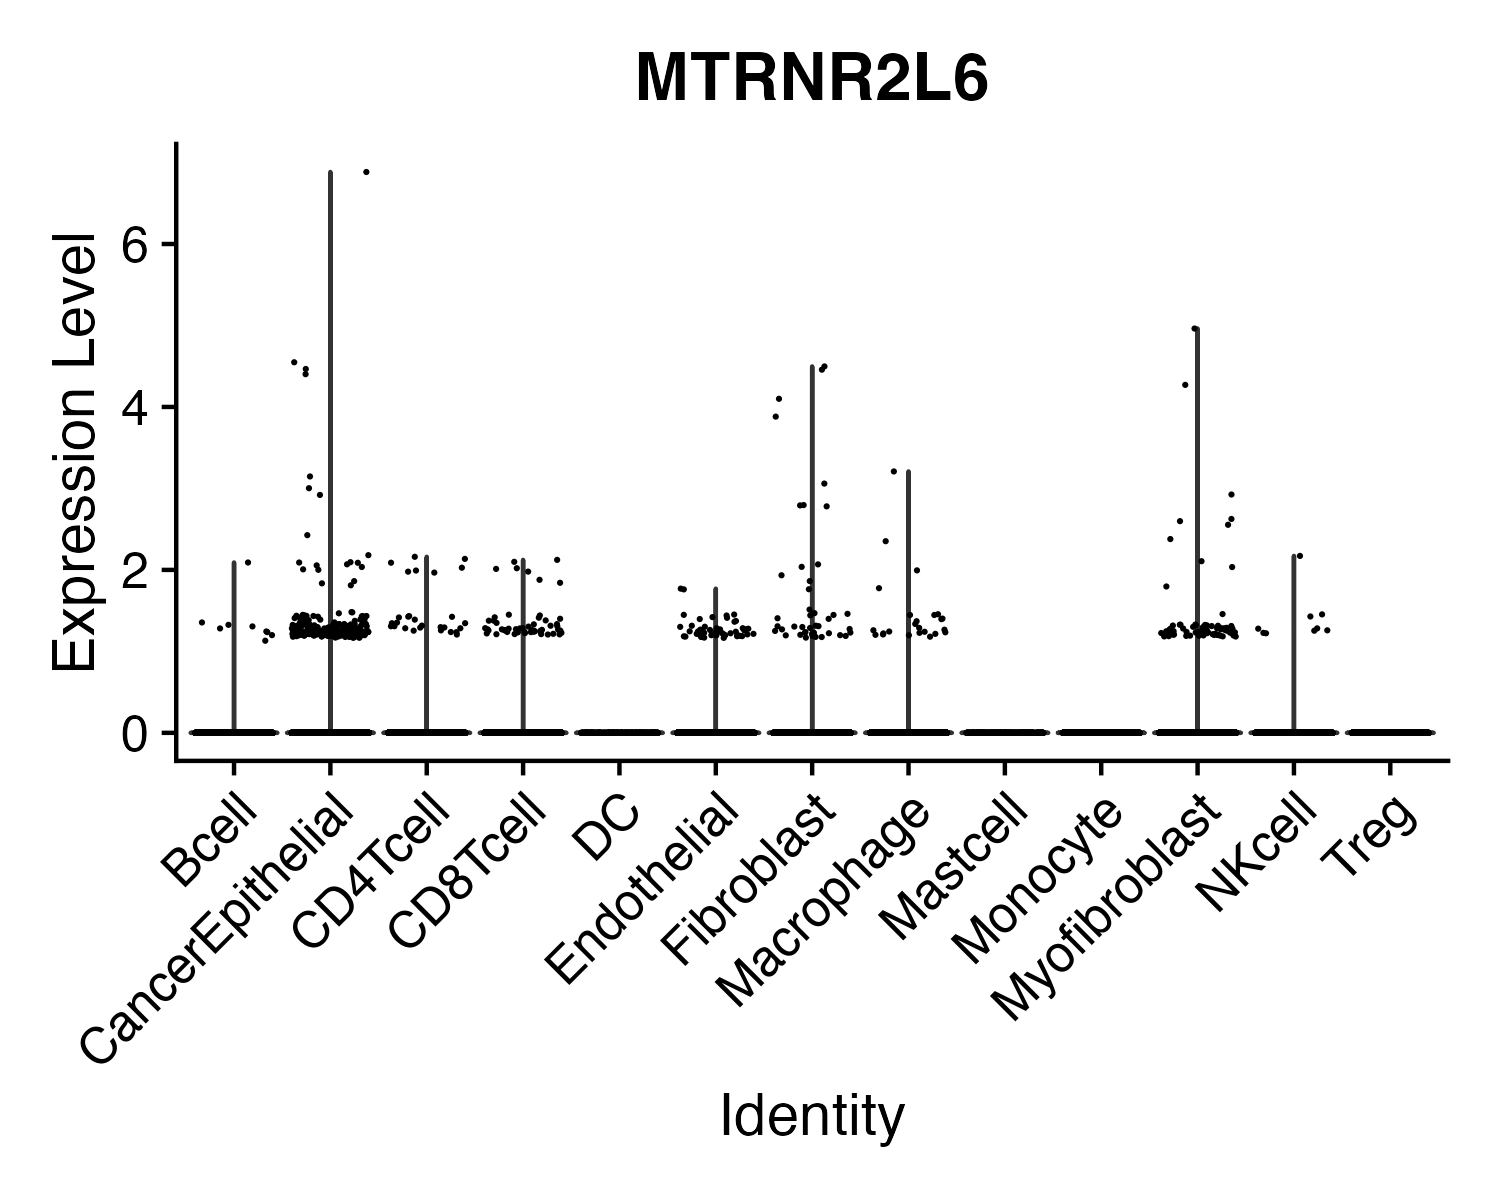 MTRNR2L6
Expression Level
6
4
2
0
Bcell
CancerEpithelial
CD4Tcell
CD8Tcell
DC
Endothelial
Fibroblast
Macrophage
Mastcell
Monocyte
Myofibroblast
NKcell
Treg
Identity